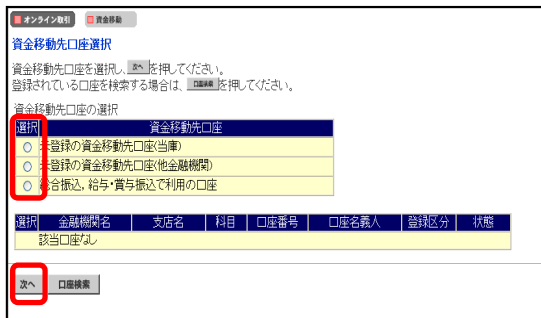 オンライン取引 資金移動
資金移動先口座選択
資金移動先口座を選択し、 次へ を押してください。
登録されている口座を検索する場合は、 口座検索 を押してください。
資金移動先口座の選択
選択 資金移動先口座
未登録の資金移動先口座(当庫)
未登録の資金移動先口座(他金融機関)
総合振込，給与・賞与振込で利用の口座
選択 金融機関名 支店名 科目 口座番号 口座名義人 登録区分 状態
該当口座なし
次へ 口座検索